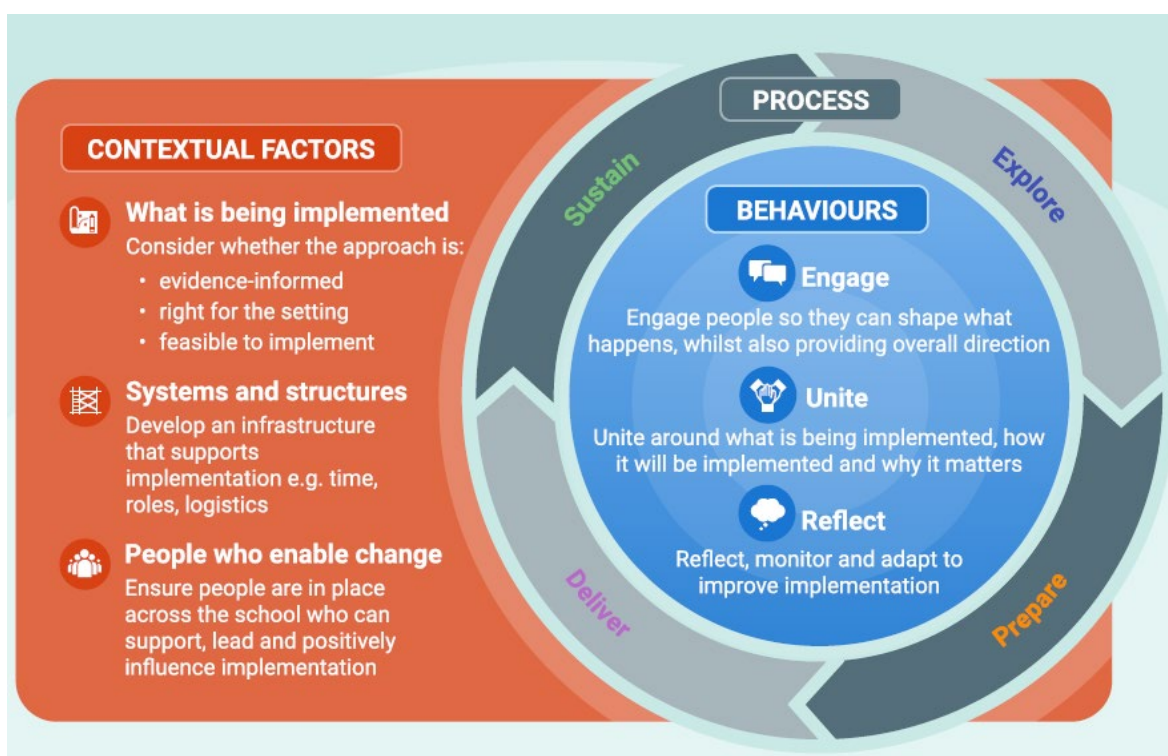 CONTEXTUAL FACTORS
What is being implemented
Consider whether the approach is:
• evidence-informed
• right for the setting
• feasible to implement
Systems and structures
Develop an infrastructure
that supports
implementation e.g. time,
roles, logistics
People who enable change
Ensure people are in place
across the school who can
support, lead and positively
influence implementation
PROCESS
Sustain
Explore
Prepare
Deliver
BEHAVIOURS
Engage
Engage people so they can shape what
happens, whilst also providing overall direction
Unite
Unite around what is being implemented, how
it will be implemented and why it matters
Reflect
Reflect, monitor and adapt to
improve implementation